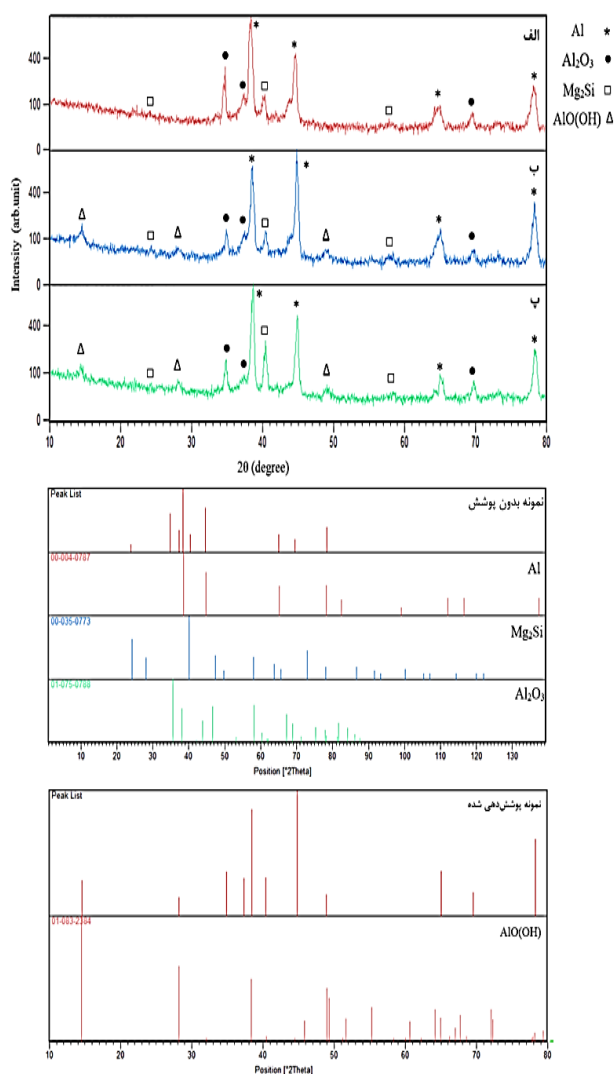 Al *
Al₂O₃ ●
Mg₂Si □
AlO(OH) Δ
الف
400
100
0
ب
400
100
0
پ
400
100
0
Intensity (arb.unit)
10 20 30 40 50 60 70 80
2θ (degree)
Peak List
نمونه بدون پوشش
00-004-0787
Al
00-035-0773
Mg₂Si
01-075-0788
Al₂O₃
10 20 30 40 50 60 70 80 90 100 110 120 130
Position [°2Theta]
Peak List
نمونه پوشش‌دهی شده
01-083-2384
AlO(OH)
10 20 30 40 50 60 70 80
Position [°2Theta]